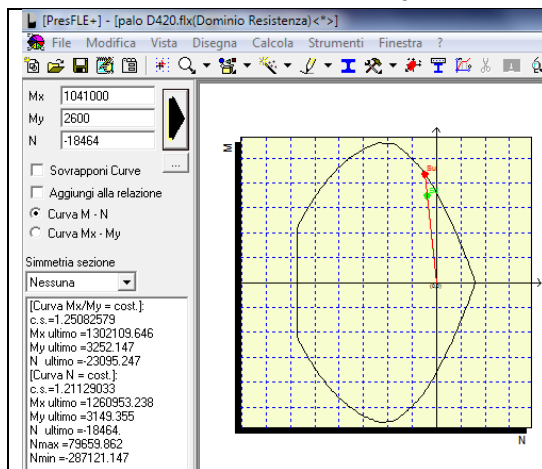 [PresFLE+] - [palo D420.flx(Dominio Resistenza)<*>]
File Modifica Vista Disegna Calcola Strumenti Finestra ?
Mx 1041000
My 2600
N -18464
...
Sovrapponi Curve
Aggiungi alla relazione
Curva M - N
Curva Mx - My
Simmetria sezione
Nessuna
[Curva Mx/My = cost.]:
c.s.=1.25082579
Mx ultimo =1302109.646
My ultimo =3252.147
N ultimo =-23095.247
[Curva N = cost.]:
c.s.=1.21129033
Mx ultimo =1260953.238
My ultimo =3149.355
N ultimo =-18464.
Nmax =79659.862
Nmin =-287121.147
M
Su
(0,0)
N